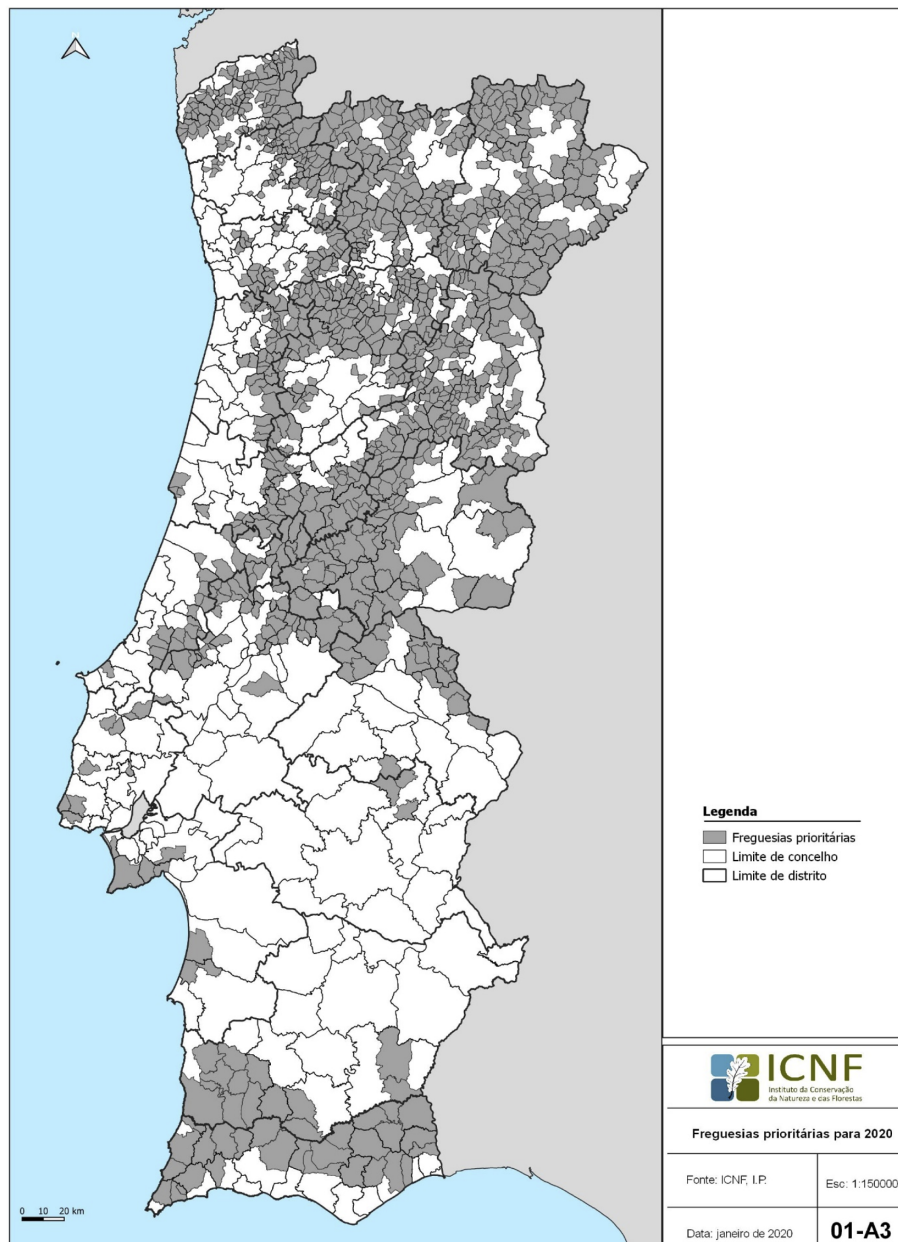 N
Legenda
Freguesias prioritárias
Limite de concelho
Limite de distrito
0 10 20 km
ICNF
Instituto da Conservação
da Natureza e das Florestas
Freguesias prioritárias para 2020
Fonte: ICNF, I.P.
Esc: 1:150000
Data: janeiro de 2020
01-A3